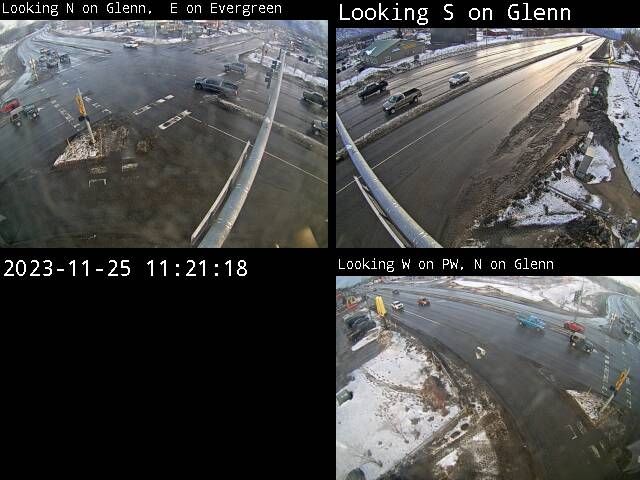 Looking N on Glenn,  E on Evergreen
Looking S on Glenn
2023-11-25 11:21:18
Looking W on PW, N on Glenn